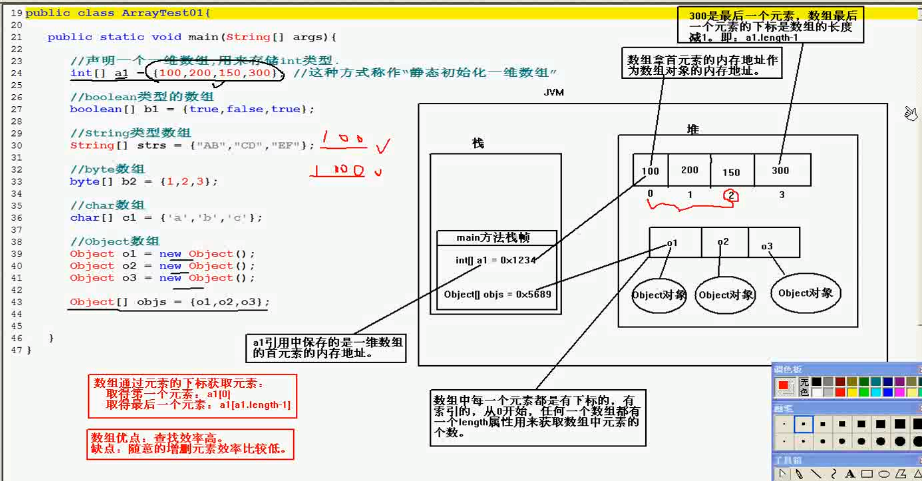 19 public class ArrayTest01{
20
21 public static void main(String[] args){
22
23 //声明一个一维数组,用来存储int类型.
24 int[] a1 = {100,200,150,300}; //这种方式称作“静态初始化一维数组”
25
26 //boolean类型的数组
27 boolean[] b1 = {true,false,true};
28
29 //String类型数组
30 String[] strs = {"AB","CD","EF"};
31
32 //byte数组
33 byte[] b2 = {1,2,3};
34
35 //char数组
36 char[] c1 = {'a','b','c'};
37
38 //Object数组
39 Object o1 = new Object();
40 Object o2 = new Object();
41 Object o3 = new Object();
42
43 Object[] objs = {o1,o2,o3};
44
45
46 }
47 }
100
100
300是最后一个元素，数组最后
一个元素的下标是数组的长度
减1。即：a1.length-1
数组拿首元素的内存地址作
为数组对象的内存地址。
JVM
栈
堆
100 200 150 300
0 1 2 3
main方法栈帧
int[] a1 = 0x1234
Object[] objs = 0x5689
o1 o2 o3
Object对象 Object对象 Object对象
a1引用中保存的是一维数组
的首元素的内存地址。
数组中每一个元素都是有下标的，有
索引的，从0开始，任何一个数组都有
一个length属性用来获取数组中元素的
个数。
数组通过元素的下标获取元素：
取得第一个元素：a1[0]
取得最后一个元素：a1[a1.length-1]
数组优点：查找效率高。
缺点：随意的增删元素效率比较低。
调色板
无色
画笔
工具箱
A